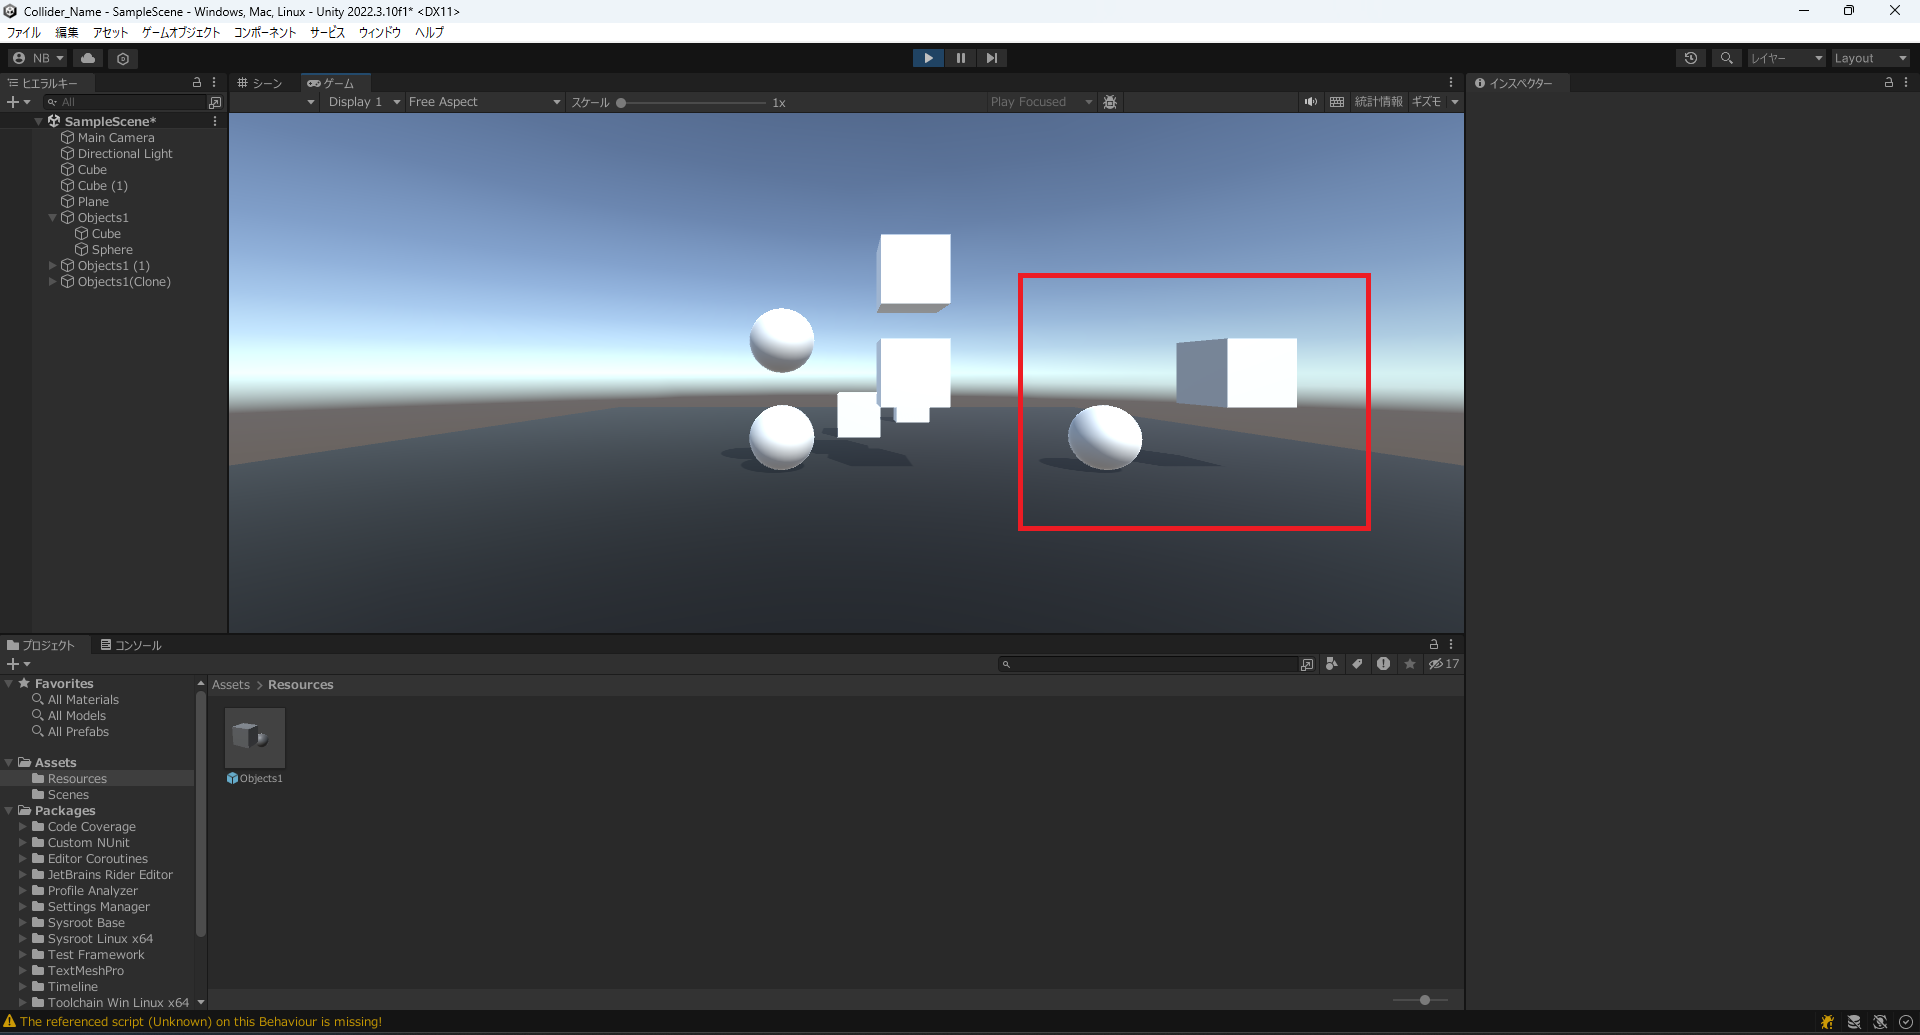 Collider_Name - SampleScene - Windows, Mac, Linux - Unity 2022.3.10f1* <DX11>
ファイル 編集 アセット ゲームオブジェクト コンポーネント サービス ウィンドウ ヘルプ
NB レイヤー Layout
ヒエラルキー
All
SampleScene*
Main Camera
Directional Light
Cube
Cube (1)
Plane
Objects1
Cube
Sphere
Objects1 (1)
Objects1(Clone)
シーン ゲーム
Display 1 Free Aspect スケール 1x Play Focused 統計情報 ギズモ
インスペクター
プロジェクト コンソール
17
Favorites
All Materials
All Models
All Prefabs
Assets
Resources
Scenes
Packages
Code Coverage
Custom NUnit
Editor Coroutines
JetBrains Rider Editor
Profile Analyzer
Settings Manager
Sysroot Base
Sysroot Linux x64
Test Framework
TextMeshPro
Timeline
Toolchain Win Linux x64
Assets > Resources
Objects1
The referenced script (Unknown) on this Behaviour is missing!